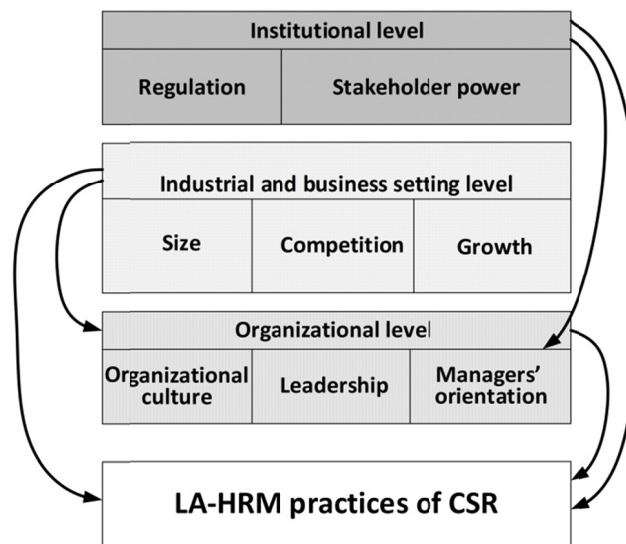 Institutional level
Regulation
Stakeholder power
Industrial and business setting level
Size
Competition
Growth
Organizational level
Organizational
culture
Leadership
Managers’
orientation
LA-HRM practices of CSR